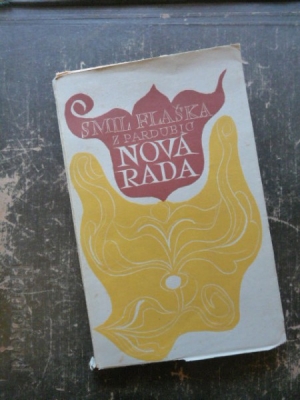 SMIL FLAŠKA
Z PARDUBIC
NOVÁ
RADA